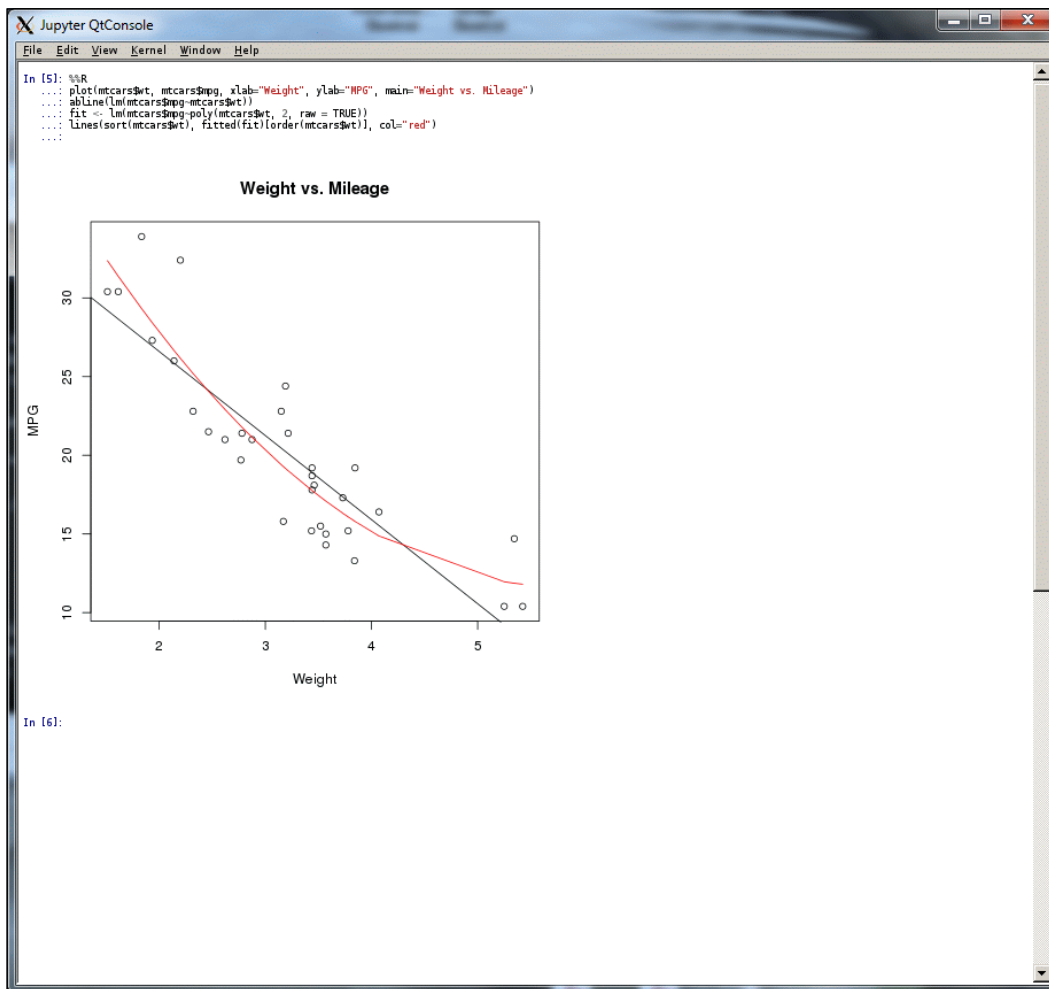 Jupyter QtConsole
File Edit View Kernel Window Help
In [5]: %%R
...: plot(mtcars$wt, mtcars$mpg, xlab="Weight", ylab="MPG", main="Weight vs. Mileage")
...: abline(lm(mtcars$mpg~mtcars$wt))
...: fit <- lm(mtcars$mpg~poly(mtcars$wt, 2, raw = TRUE))
...: lines(sort(mtcars$wt), fitted(fit)[order(mtcars$wt)], col="red")
...:
Weight vs. Mileage
MPG
30
25
20
15
10
2 3 4 5
Weight
In [6]: